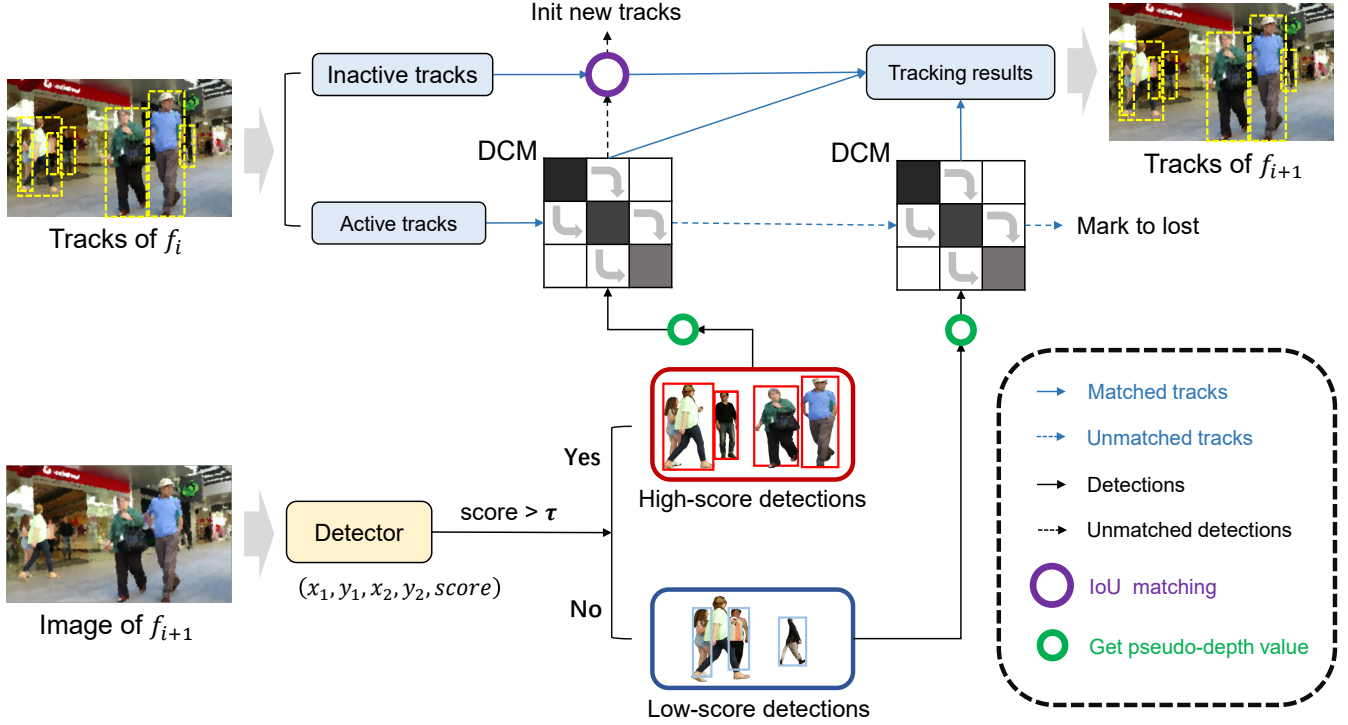 Init new tracks
Inactive tracks
Tracking results
DCM
DCM
Active tracks
Mark to lost
Tracks of f_i
Tracks of f_{i+1}
Matched tracks
Unmatched tracks
Detections
Unmatched detections
IoU matching
Get pseudo-depth value
Yes
High-score detections
score > τ
Detector
(x_1, y_1, x_2, y_2, score)
No
Image of f_{i+1}
Low-score detections